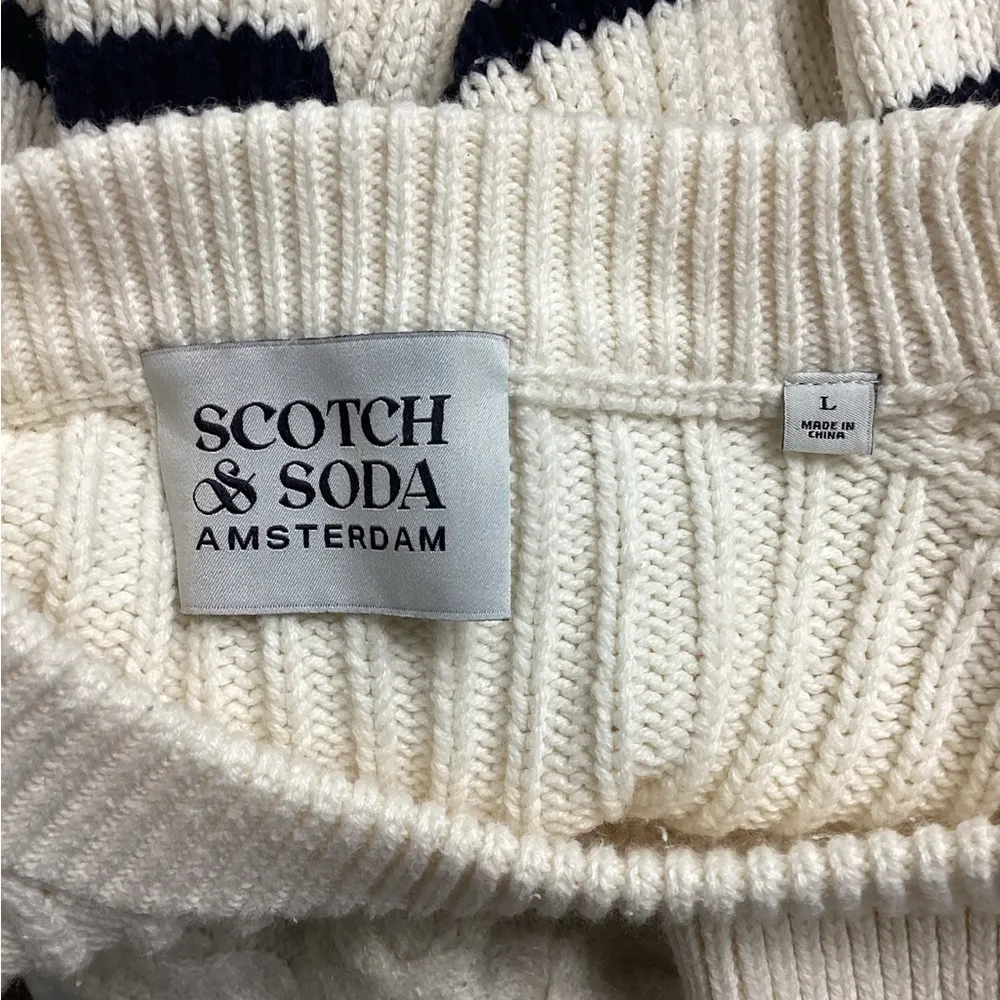 SCOTCH
& SODA
AMSTERDAM
L
MADE IN
CHINA